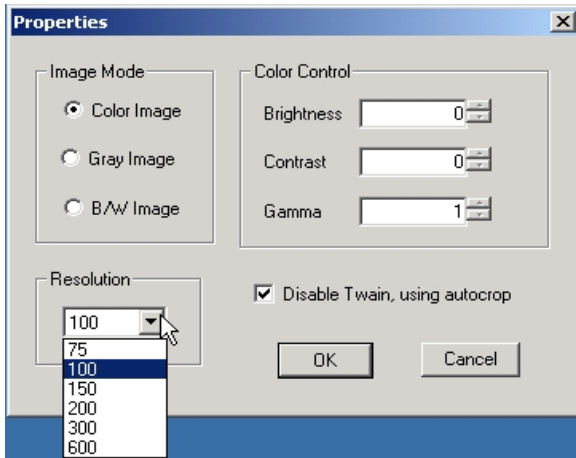 Properties
Image Mode
Color Image
Gray Image
B/W Image
Color Control
Brightness 0
Contrast 0
Gamma 1
Resolution
100
75
100
150
200
300
600
Disable Twain, using autocrop
OK Cancel